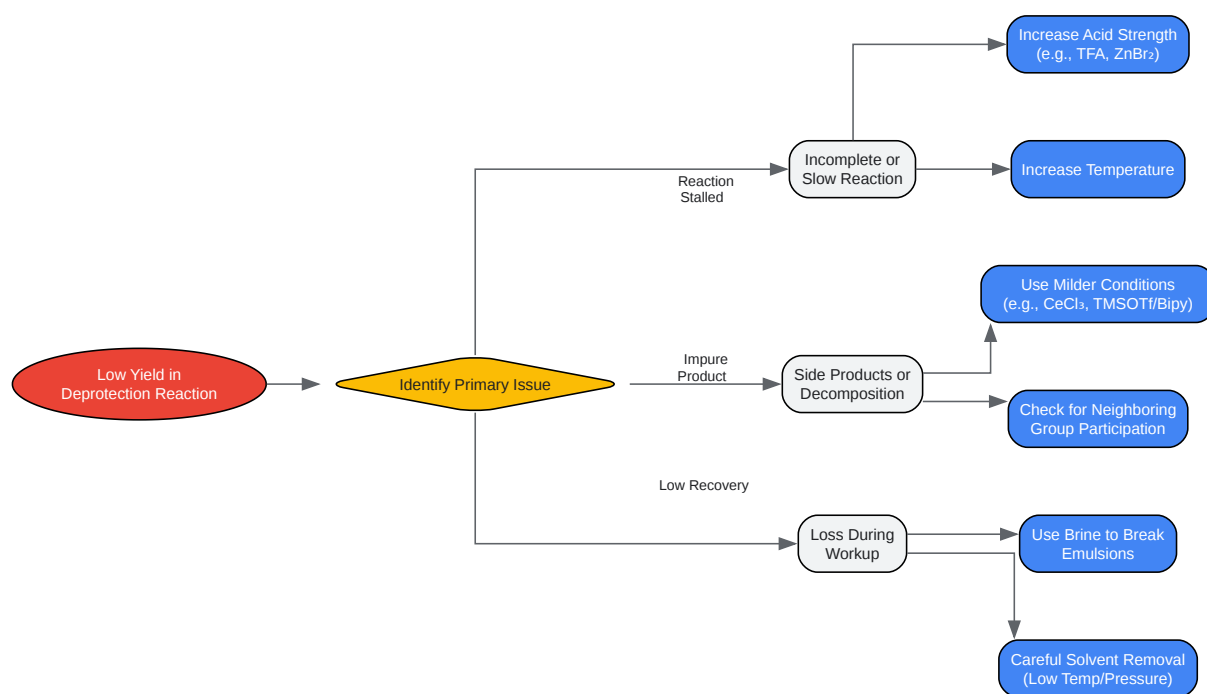 Increase Acid Strength
(e.g., TFA, ZnBr₂)
Incomplete or
Slow Reaction
Increase Temperature
Reaction
Stalled
Use Milder Conditions
(e.g., CeCl₃, TMSOTf/Bipy)
Low Yield in
Deprotection Reaction
Identify Primary Issue
Impure
Product
Side Products or
Decomposition
Check for Neighboring
Group Participation
Low Recovery
Loss During
Workup
Use Brine to Break
Emulsions
Careful Solvent Removal
(Low Temp/Pressure)